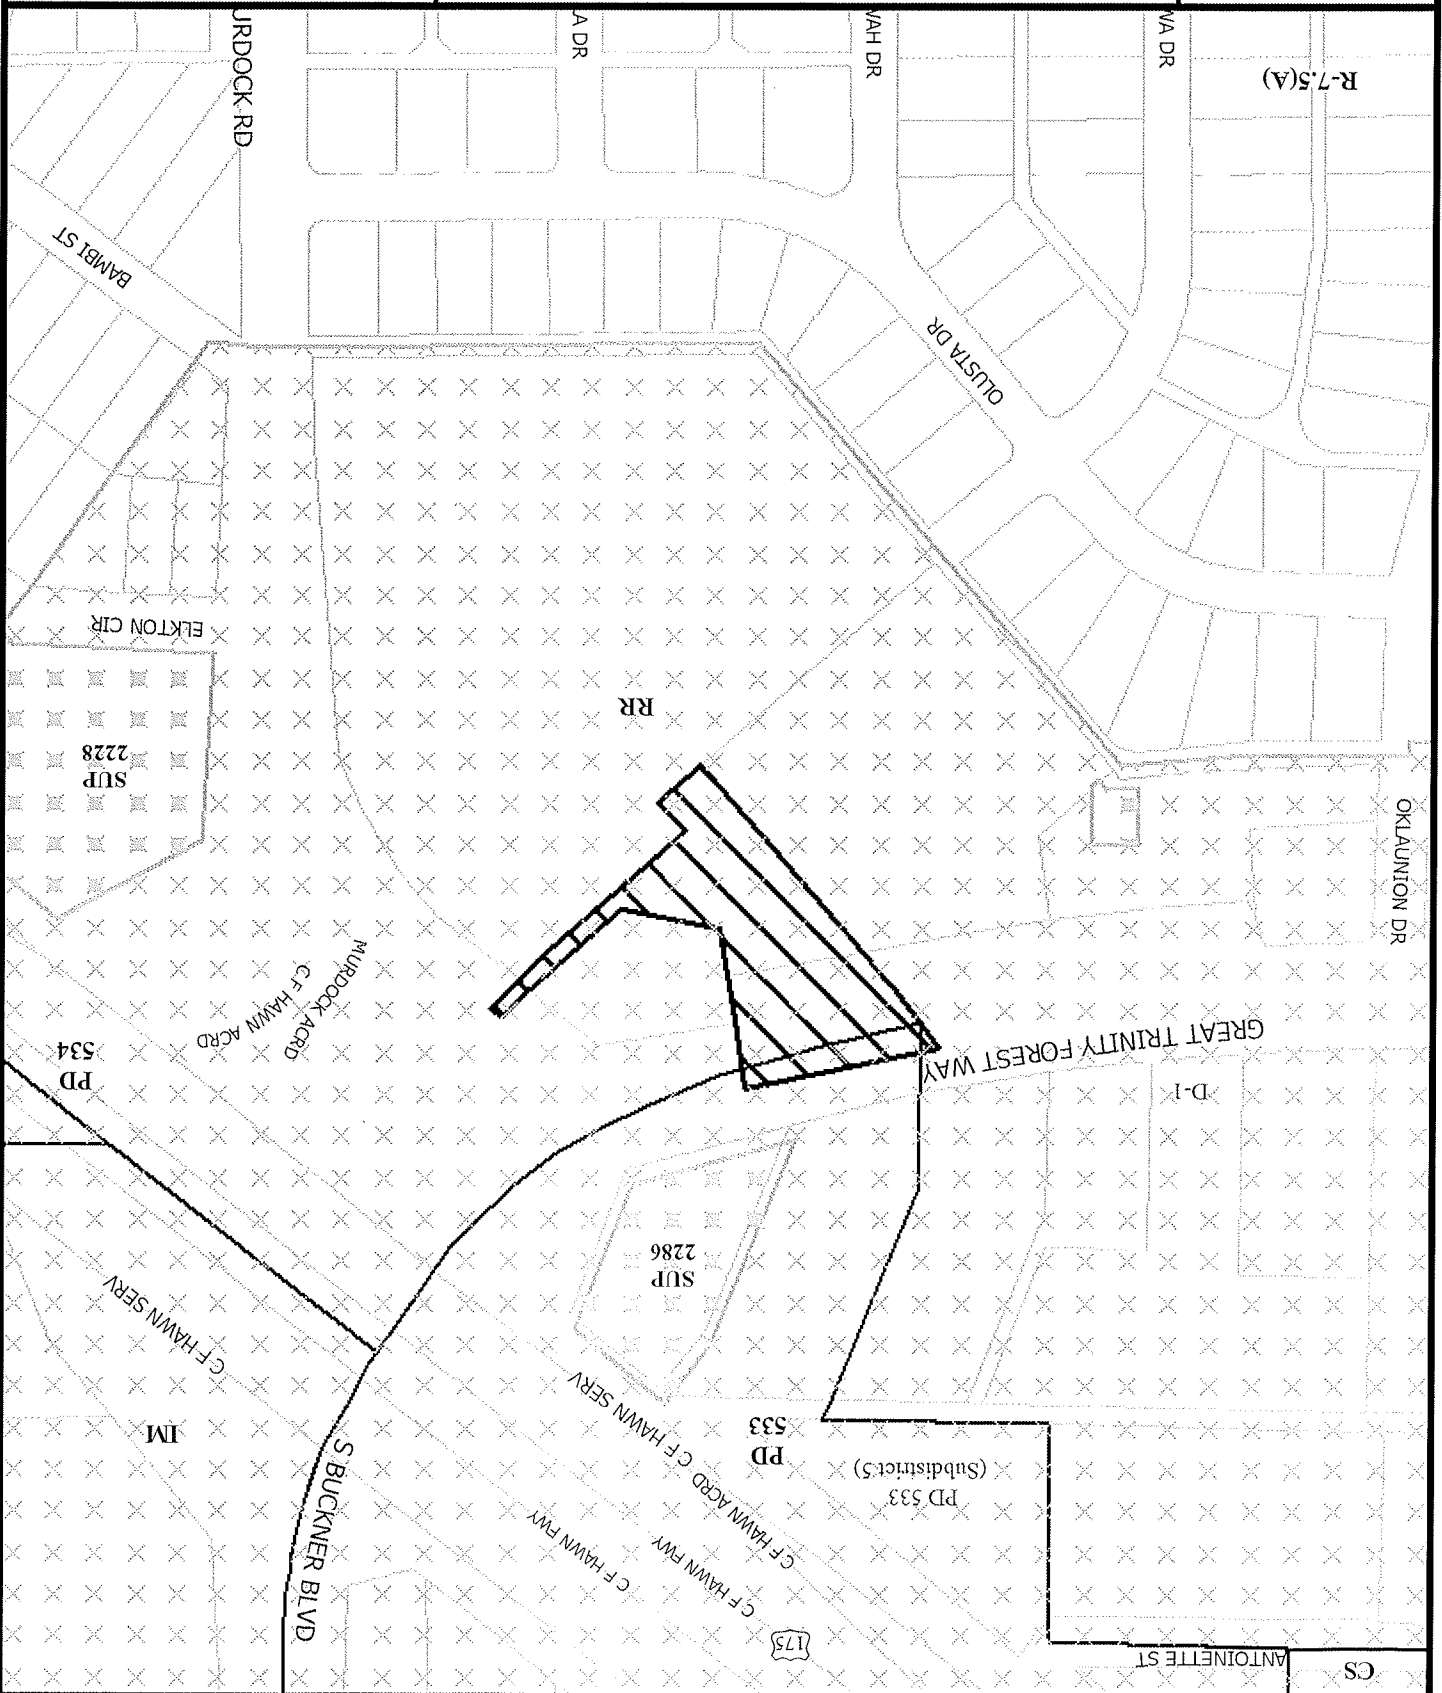 CS
ANTOINETTE ST
175
C F HAWN FWY
C F HAWN FWY
C F HAWN ACRD
C F HAWN SERV
PD 533
(Subdistrict 5)
PD
533
S BUCKNER BLVD
IM
C F HAWN SERV
SUP
2286
D-1
GREAT TRINITY FOREST WAY
PD
534
MURDOCK ACRD
C F HAWN ACRD
OKLAUNION DR
SUP
2228
RR
ELKTON CIR
OLUSTA DR
BAMBI ST
URDOCK RD
A DR
WAH DR
WA DR
R-7.5(A)